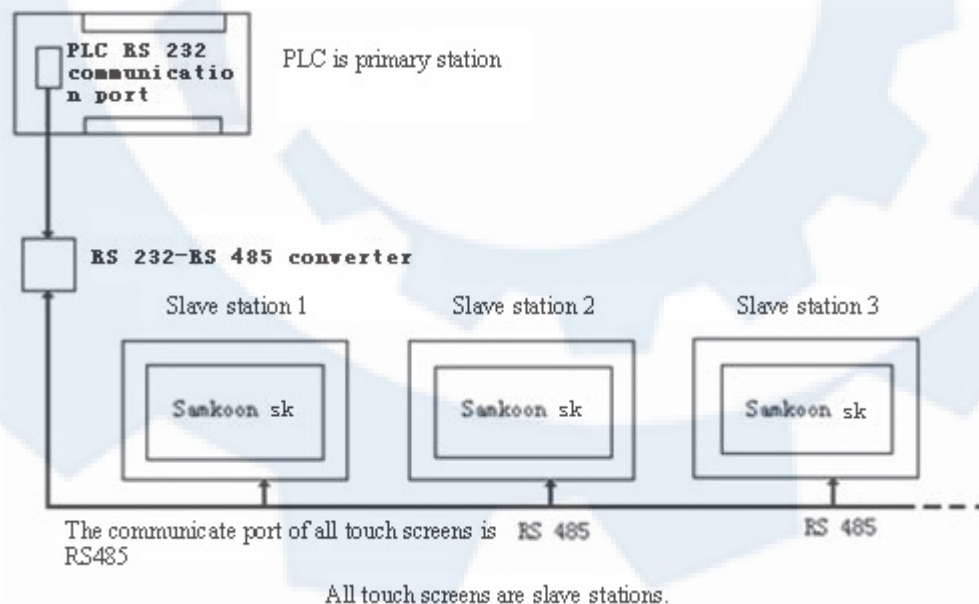 PLC RS 232
communicatio
n port
PLC is primary station
RS 232-RS 485 converter
Slave station 1
Slave station 2
Slave station 3
Samkoon sk
Samkoon sk
Samkoon sk
The communicate port of all touch screens is
RS485
RS 485
RS 485
All touch screens are slave stations.